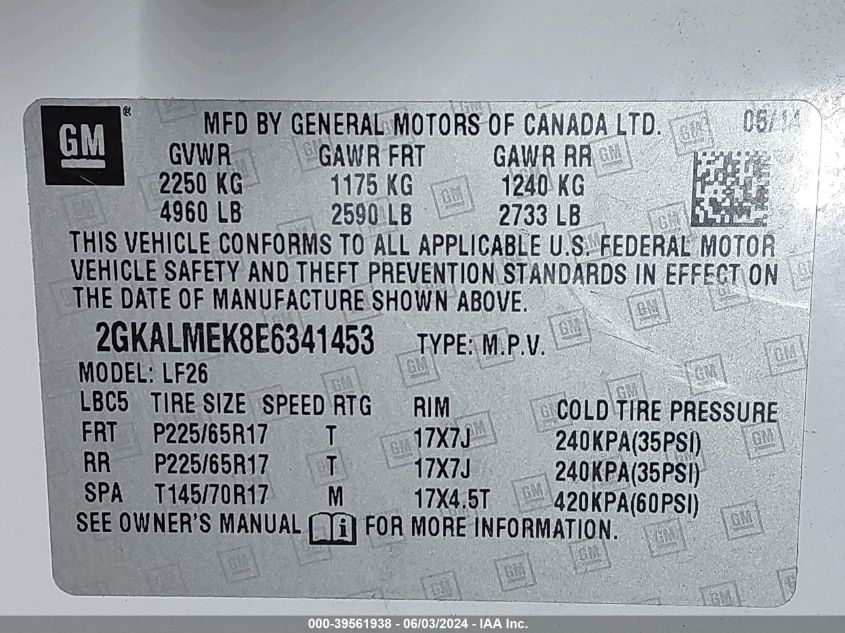 GM ® MFD BY GENERAL MOTORS OF CANADA LTD. 05/14
GVWR GAWR FRT GAWR RR
2250 KG 1175 KG 1240 KG
4960 LB 2590 LB 2733 LB
THIS VEHICLE CONFORMS TO ALL APPLICABLE U.S. FEDERAL MOTOR
VEHICLE SAFETY AND THEFT PREVENTION STANDARDS IN EFFECT ON
THE DATE OF MANUFACTURE SHOWN ABOVE.
2GKALMEK8E6341453 TYPE: M.P.V.
MODEL: LF26
LBC5 TIRE SIZE SPEED RTG RIM COLD TIRE PRESSURE
FRT P225/65R17 T 17X7J 240KPA(35PSI)
RR P225/65R17 T 17X7J 240KPA(35PSI)
SPA T145/70R17 M 17X4.5T 420KPA(60PSI)
SEE OWNER'S MANUAL i FOR MORE INFORMATION.
000-39561938 - 06/03/2024 - IAA Inc.